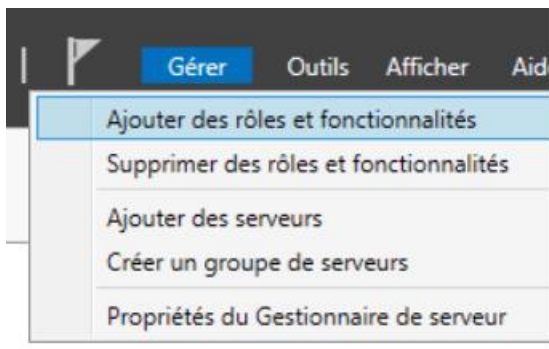 Gérer Outils Afficher Aide
Ajouter des rôles et fonctionnalités
Supprimer des rôles et fonctionnalités
Ajouter des serveurs
Créer un groupe de serveurs
Propriétés du Gestionnaire de serveur